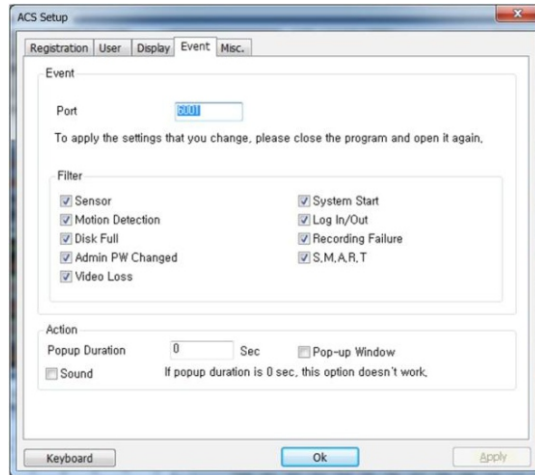 ACS Setup
Registration User Display Event Misc.
Event
Port 6001
To apply the settings that you change, please close the program and open it again,
Filter
Sensor System Start
Motion Detection Log In/Out
Disk Full Recording Failure
Admin PW Changed S,M,A,R,T
Video Loss
Action
Popup Duration 0 Sec Pop-up Window
Sound If popup duration is 0 sec, this option doesn't work,
Keyboard Ok Apply